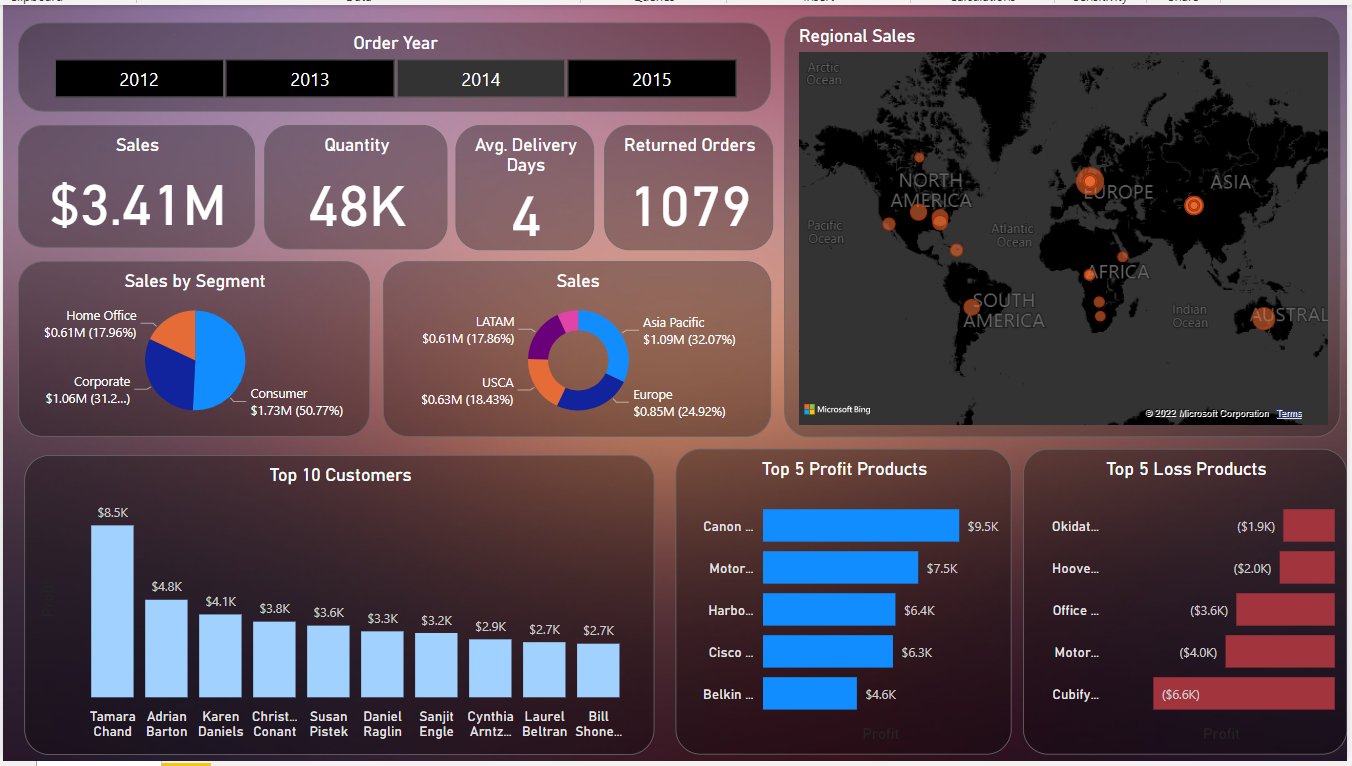 Order Year
2012
2013
2014
2015
Sales
$3.41M
Quantity
48K
Avg. Delivery
Days
4
Returned Orders
1079
Regional Sales
Arctic
Ocean
NORTH
AMERICA
EUROPE
ASIA
Pacific
Ocean
Atlantic
Ocean
AFRICA
SOUTH
AMERICA
Indian
Ocean
AUSTRAL
Microsoft Bing
© 2022 Microsoft Corporation Terms
Sales by Segment
Home Office
$0.61M (17.96%)
Corporate
$1.06M (31.2...)
Consumer
$1.73M (50.77%)
Sales
LATAM
$0.61M (17.86%)
Asia Pacific
$1.09M (32.07%)
USCA
$0.63M (18.43%)
Europe
$0.85M (24.92%)
Top 10 Customers
$8.5K
$4.8K
$4.1K
$3.8K
$3.6K
$3.3K
$3.2K
$2.9K
$2.7K
$2.7K
Tamara
Chand
Adrian
Barton
Karen
Daniels
Christ...
Conant
Susan
Pistek
Daniel
Raglin
Sanjit
Engle
Cynthia
Arntz...
Laurel
Beltran
Bill
Shone...
Top 5 Profit Products
Canon ...
$9.5K
Motor...
$7.5K
Harbo...
$6.4K
Cisco ...
$6.3K
Belkin ...
$4.6K
Profit
Top 5 Loss Products
Okidat...
($1.9K)
Hoove...
($2.0K)
Office ...
($3.6K)
Motor...
($4.0K)
Cubify...
($6.6K)
Profit